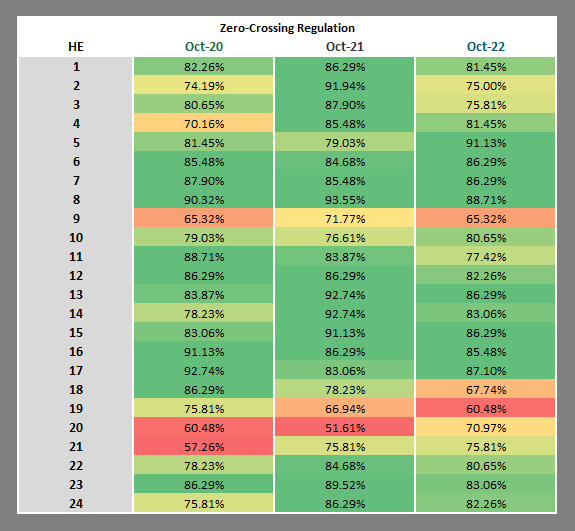 Zero-Crossing Regulation
HE Oct-20 Oct-21 Oct-22
1 82.26% 86.29% 81.45%
2 74.19% 91.94% 75.00%
3 80.65% 87.90% 75.81%
4 70.16% 85.48% 81.45%
5 81.45% 79.03% 91.13%
6 85.48% 84.68% 86.29%
7 87.90% 85.48% 86.29%
8 90.32% 93.55% 88.71%
9 65.32% 71.77% 65.32%
10 79.03% 76.61% 80.65%
11 88.71% 83.87% 77.42%
12 86.29% 86.29% 82.26%
13 83.87% 92.74% 86.29%
14 78.23% 92.74% 83.06%
15 83.06% 91.13% 86.29%
16 91.13% 86.29% 85.48%
17 92.74% 83.06% 87.10%
18 86.29% 78.23% 67.74%
19 75.81% 66.94% 60.48%
20 60.48% 51.61% 70.97%
21 57.26% 75.81% 75.81%
22 78.23% 84.68% 80.65%
23 86.29% 89.52% 83.06%
24 75.81% 86.29% 82.26%